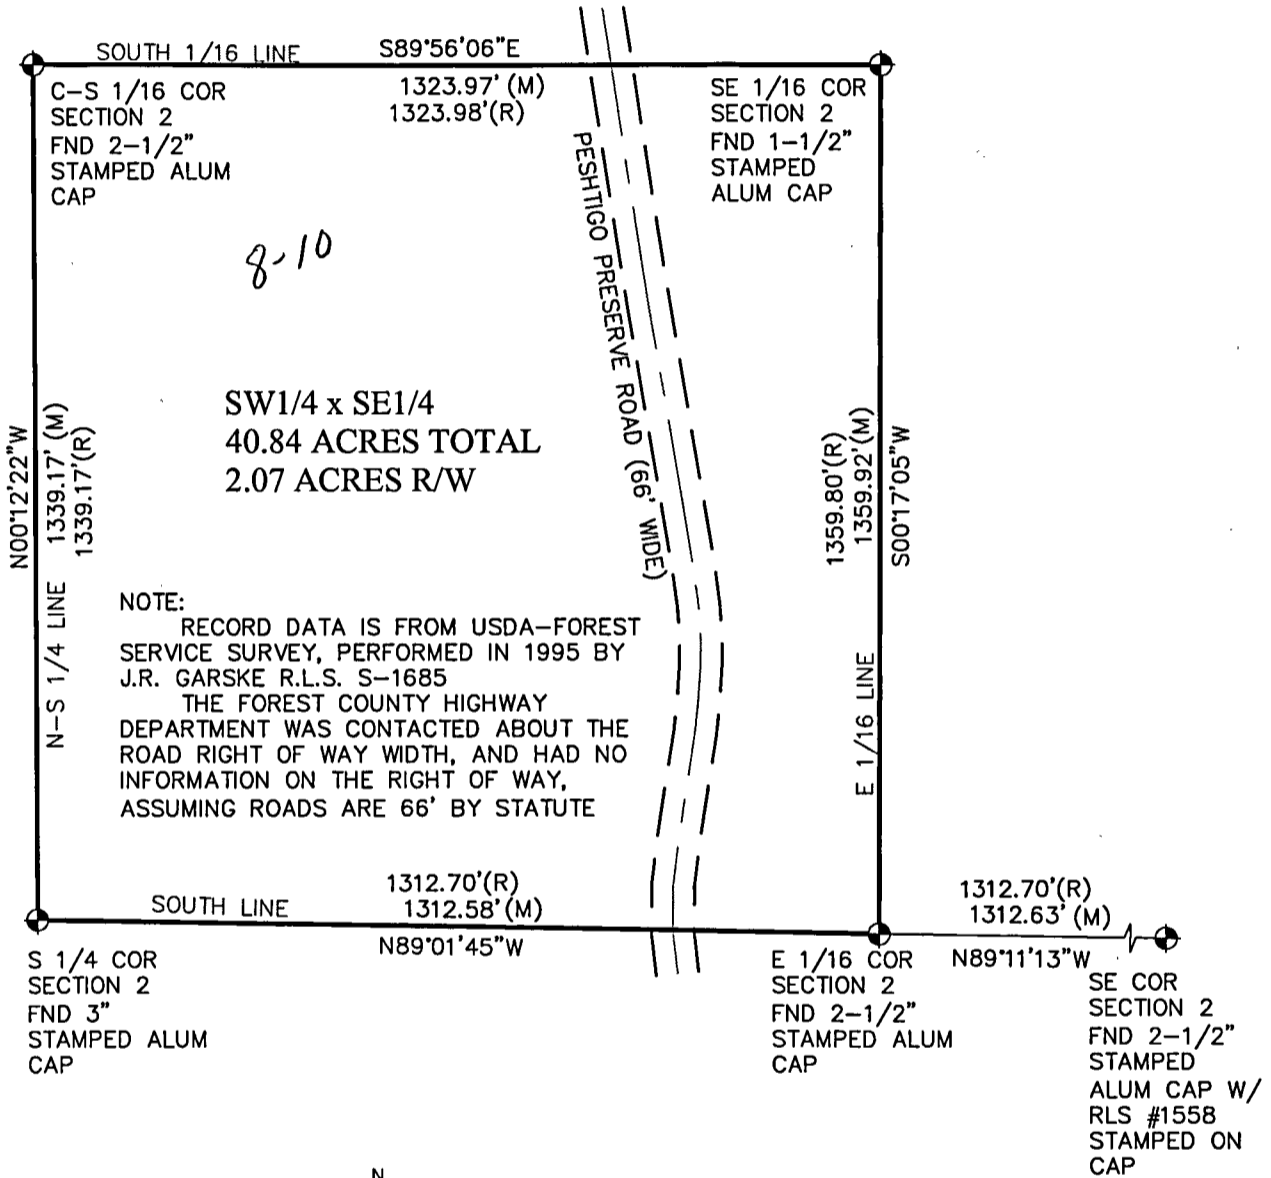 SOUTH 1/16 LINE S89°56'06"E
1323.97' (M)
1323.98'(R)
C-S 1/16 COR
SECTION 2
FND 2-1/2"
STAMPED ALUM
CAP
SE 1/16 COR
SECTION 2
FND 1-1/2"
STAMPED
ALUM CAP
PESHTIGO PRESERVE ROAD (66' WIDE)
8-10
SW1/4 x SE1/4
40.84 ACRES TOTAL
2.07 ACRES R/W
N00°12'22"W
N-S 1/4 LINE 1339.17' (M)
1339.17'(R)
1359.80'(R)
1359.92'(M)
E 1/16 LINE
S00°17'05"W
NOTE:
RECORD DATA IS FROM USDA-FOREST
SERVICE SURVEY, PERFORMED IN 1995 BY
J.R. GARSKE R.L.S. S-1685
THE FOREST COUNTY HIGHWAY
DEPARTMENT WAS CONTACTED ABOUT THE
ROAD RIGHT OF WAY WIDTH, AND HAD NO
INFORMATION ON THE RIGHT OF WAY,
ASSUMING ROADS ARE 66' BY STATUTE
1312.70'(R)
SOUTH LINE 1312.58' (M)
N89°01'45"W
1312.70'(R)
1312.63' (M)
N89°11'13"W
S 1/4 COR
SECTION 2
FND 3"
STAMPED ALUM
CAP
E 1/16 COR
SECTION 2
FND 2-1/2"
STAMPED ALUM
CAP
SE COR
SECTION 2
FND 2-1/2"
STAMPED
ALUM CAP W/
RLS #1558
STAMPED ON
CAP
N